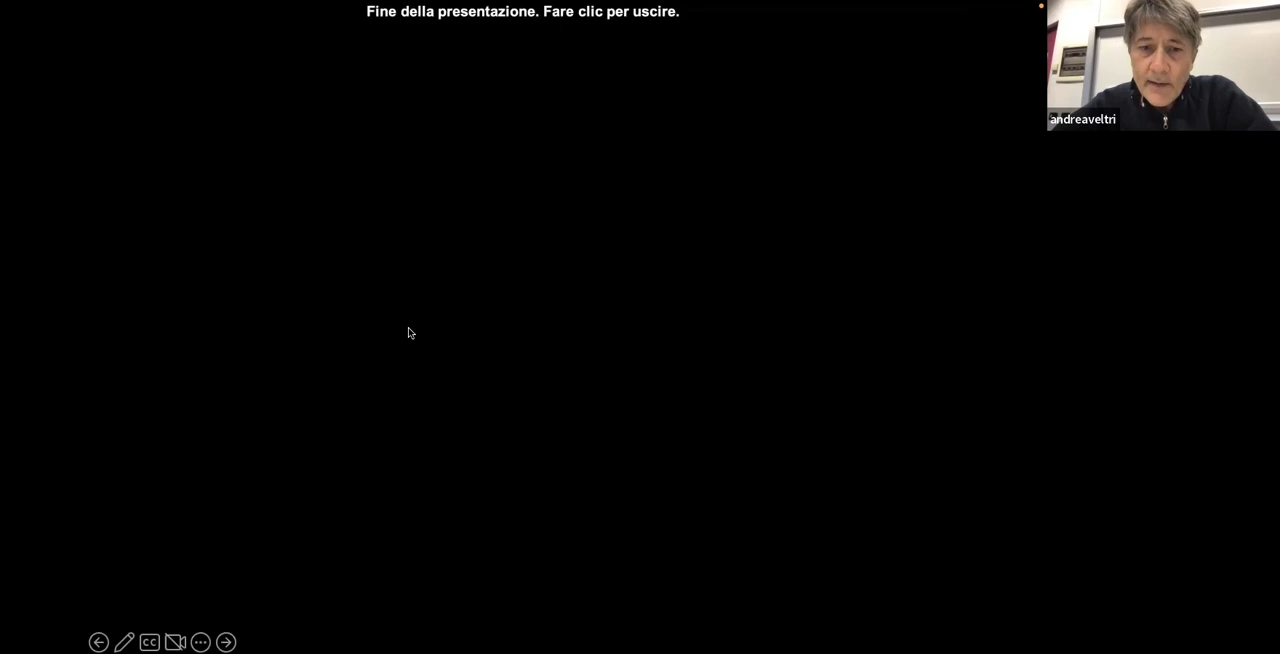 Fine della presentazione. Fare clic per uscire.
andreaveltri
CC